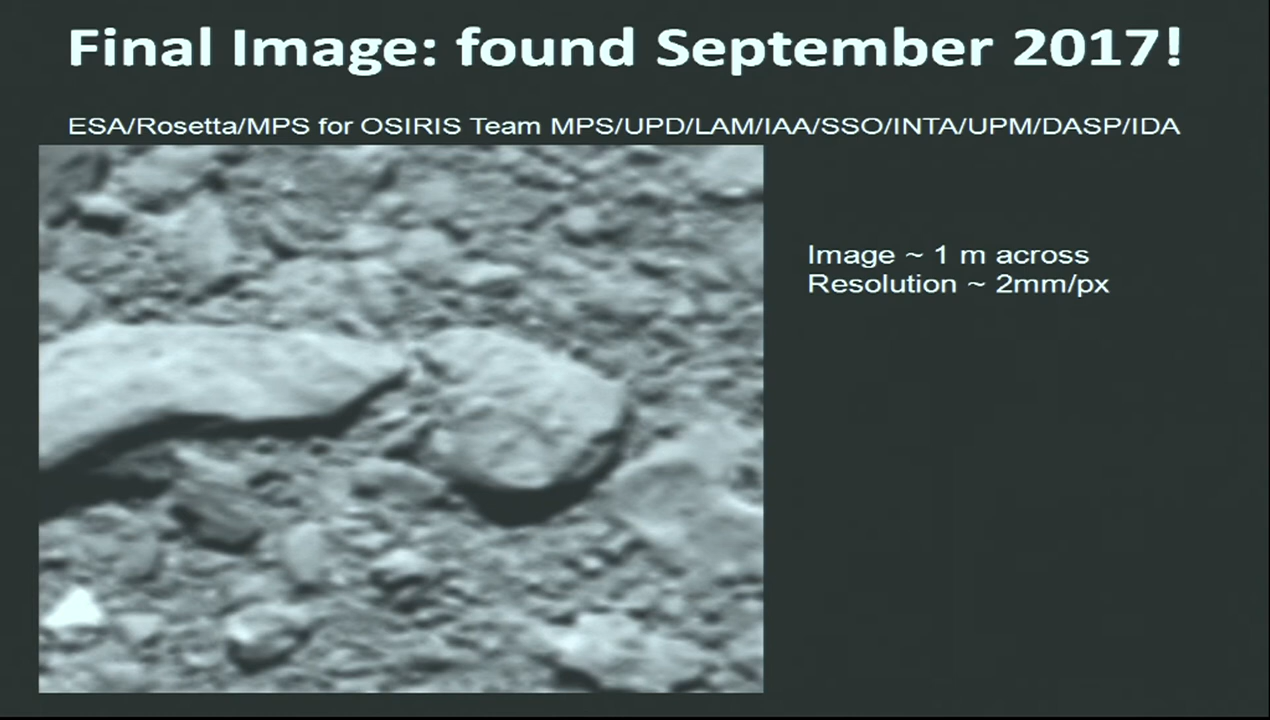 Final Image: found September 2017!
ESA/Rosetta/MPS for OSIRIS Team MPS/UPD/LAM/IAA/SSO/INTA/UPM/DASP/IDA
Image ~ 1 m across
Resolution ~ 2mm/px